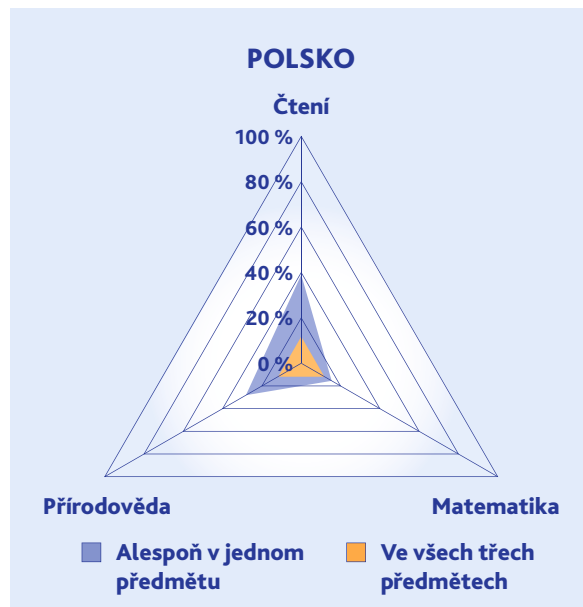 POLSKO
Čtení
100 %
80 %
60 %
40 %
20 %
0 %
Přírodověda
Matematika
Alespoň v jednom
předmětu
Ve všech třech
předmětech